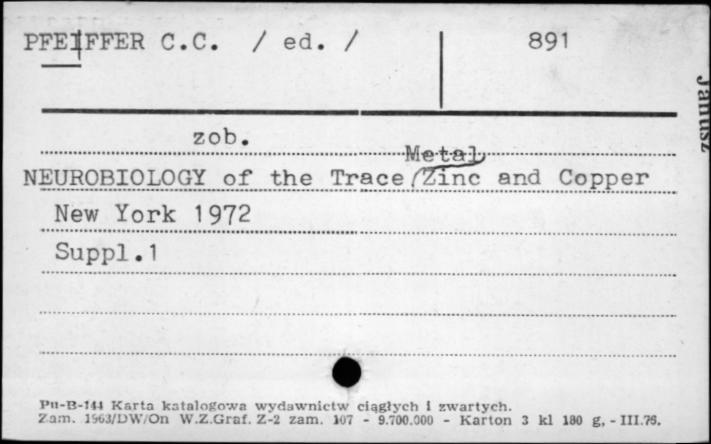 PFEIFFER C.C. / ed. / 891
Janusz
zob.
Metal
NEUROBIOLOGY of the Trace Zinc and Copper
New York 1972
Suppl.1
Pu-B-144 Karta katalogowa wydawnictw ciągłych i zwartych.
Zam. 1963/DW/On W.Z.Graf. Z-2 zam. 107 - 9.700.000 - Karton 3 kl 180 g, - III.76.